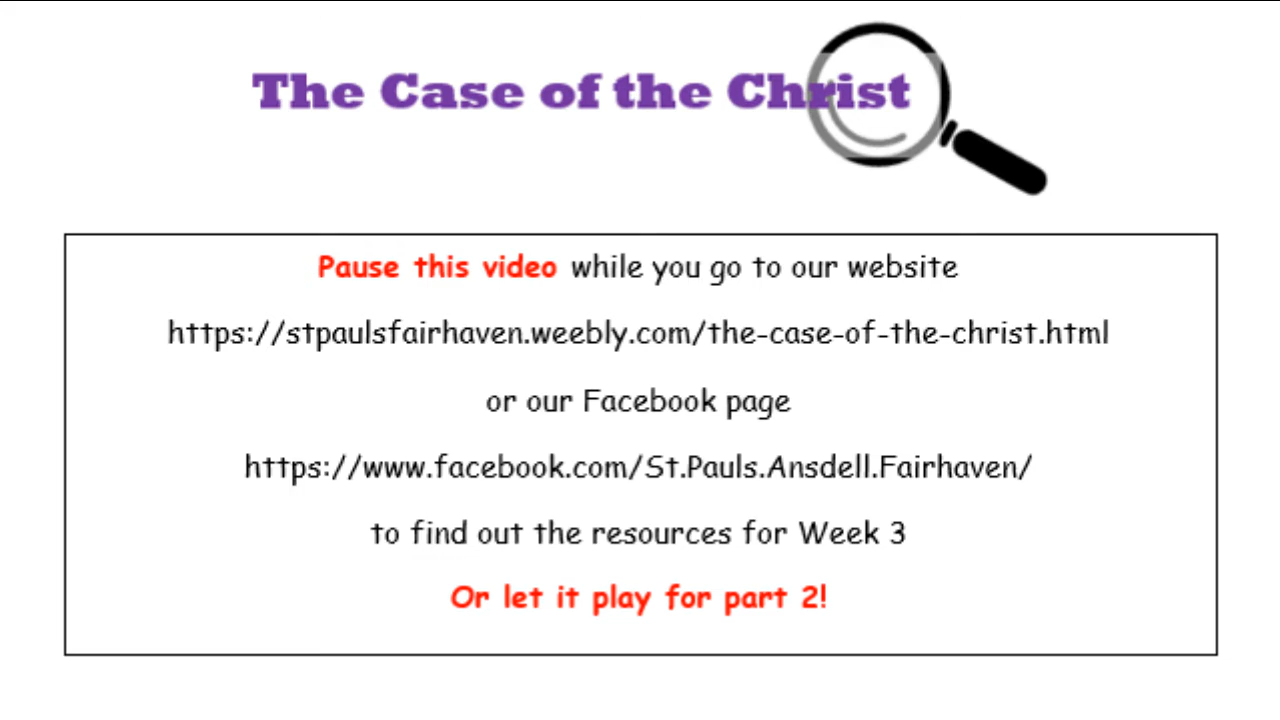 The Case of the Christ
Pause this video while you go to our website
https://stpaulsfairhaven.weebly.com/the-case-of-the-christ.html
or our Facebook page
https://www.facebook.com/St.Pauls.Ansdell.Fairhaven/
to find out the resources for Week 3
Or let it play for part 2!